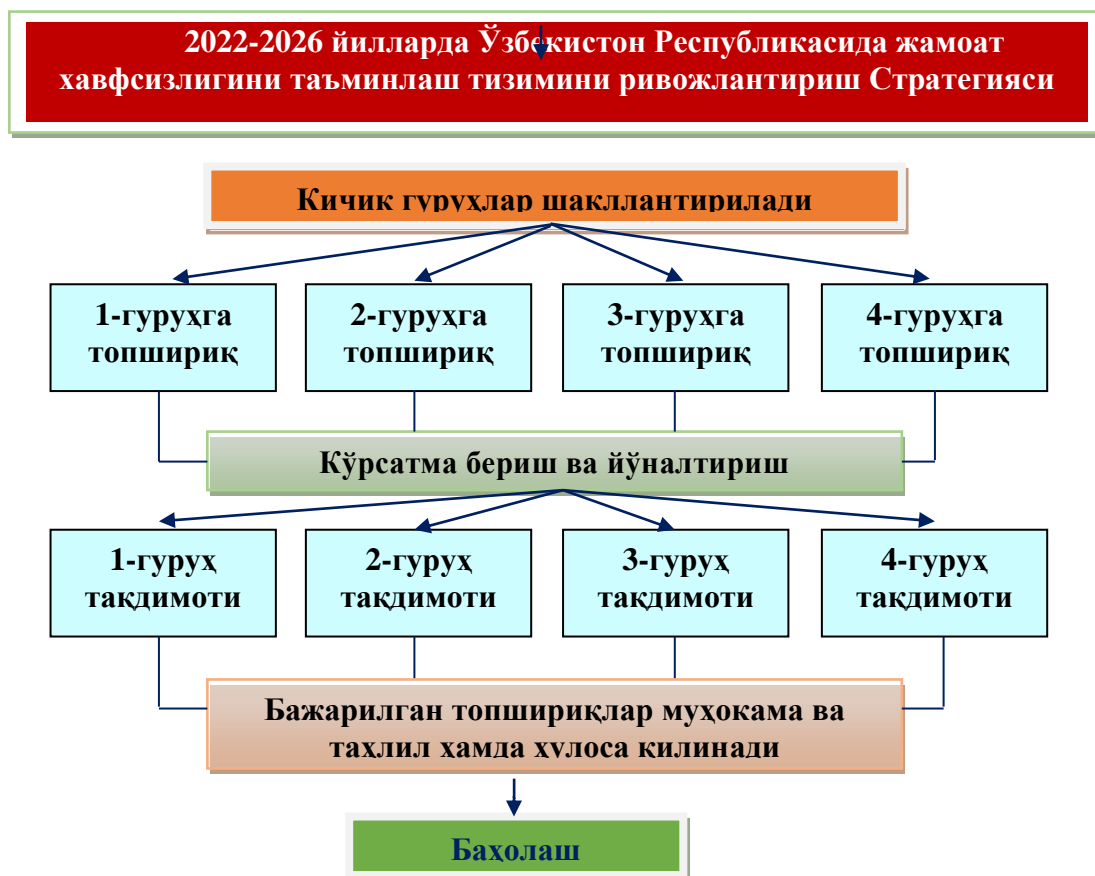 2022-2026 йилларда Ўзбекистон Республикасида жамоат
хавфсизлигини таъминлаш тизимини ривожлантириш Стратегияси
Кичик гуруҳлар шакллантирилади
1-гуруҳга
топшириқ
2-гуруҳга
топшириқ
3-гуруҳга
топшириқ
4-гуруҳга
топшириқ
Кўрсатма бериш ва йўналтириш
1-гуруҳ
тақдимоти
2-гуруҳ
тақдимоти
3-гуруҳ
тақдимоти
4-гуруҳ
тақдимоти
Бажарилган топшириқлар муҳокама ва
таҳлил ҳамда хулоса қилинади
Баҳолаш